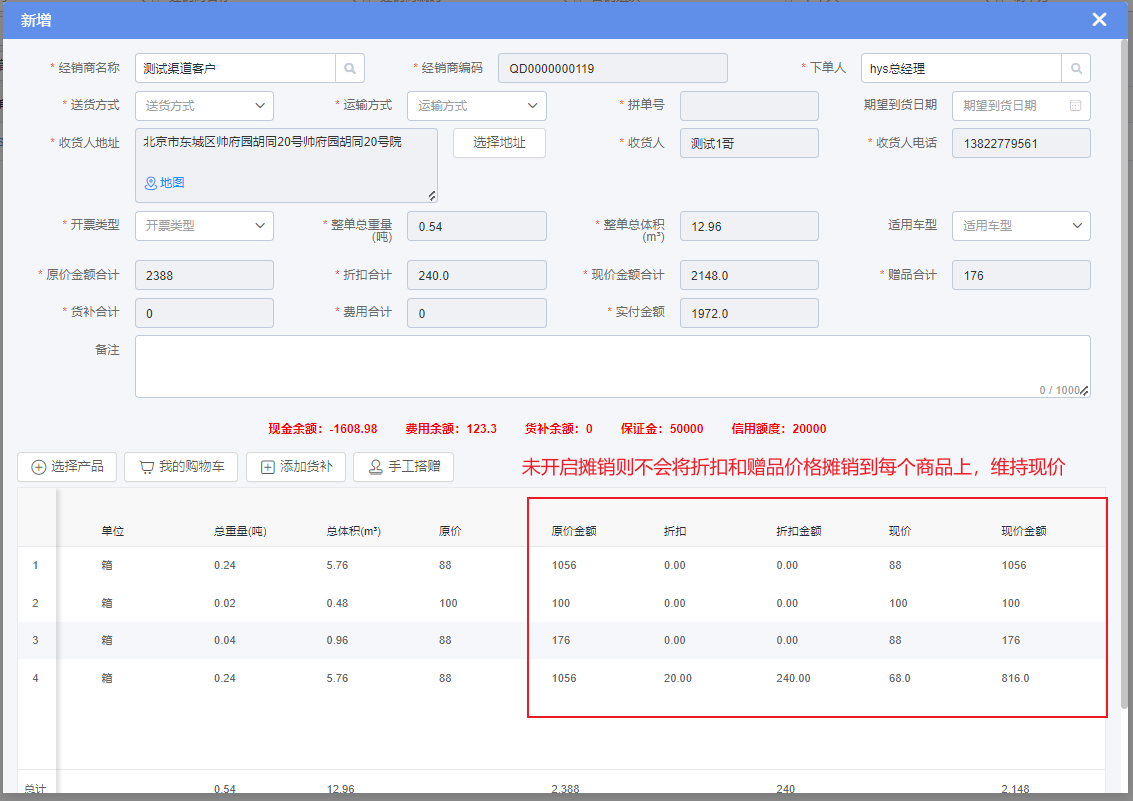 新增
* 经销商名称 测试渠道客户 * 经销商编码 QD0000000119 * 下单人 hys总经理
* 送货方式 送货方式 * 运输方式 运输方式 * 拼单号 期望到货日期 期望到货日期
* 收货人地址 北京市东城区帅府园胡同20号帅府园胡同20号院 选择地址 * 收货人 测试1哥 * 收货人电话 13822779561
地图
* 开票类型 开票类型 * 整单总重量(吨) 0.54 * 整单总体积(m³) 12.96 适用车型 适用车型
* 原价金额合计 2388 * 折扣合计 240.0 * 现价金额合计 2148.0 * 赠品合计 176
* 货补合计 0 * 费用合计 0 * 实付金额 1972.0
备注
0 / 1000
现金余额：-1608.98 费用余额：123.3 货补余额：0 保证金：50000 信用额度：20000
选择产品 我的购物车 添加货补 手工搭赠 未开启摊销则不会将折扣和赠品价格摊销到每个商品上，维持现价
单位 总重量(吨) 总体积(m³) 原价 原价金额 折扣 折扣金额 现价 现价金额
1 箱 0.24 5.76 88 1056 0.00 0.00 88 1056
2 箱 0.02 0.48 100 100 0.00 0.00 100 100
3 箱 0.04 0.96 88 176 0.00 0.00 88 176
4 箱 0.24 5.76 88 1056 20.00 240.00 68.0 816.0
总计 0.54 12.96 2,388 240 2,148